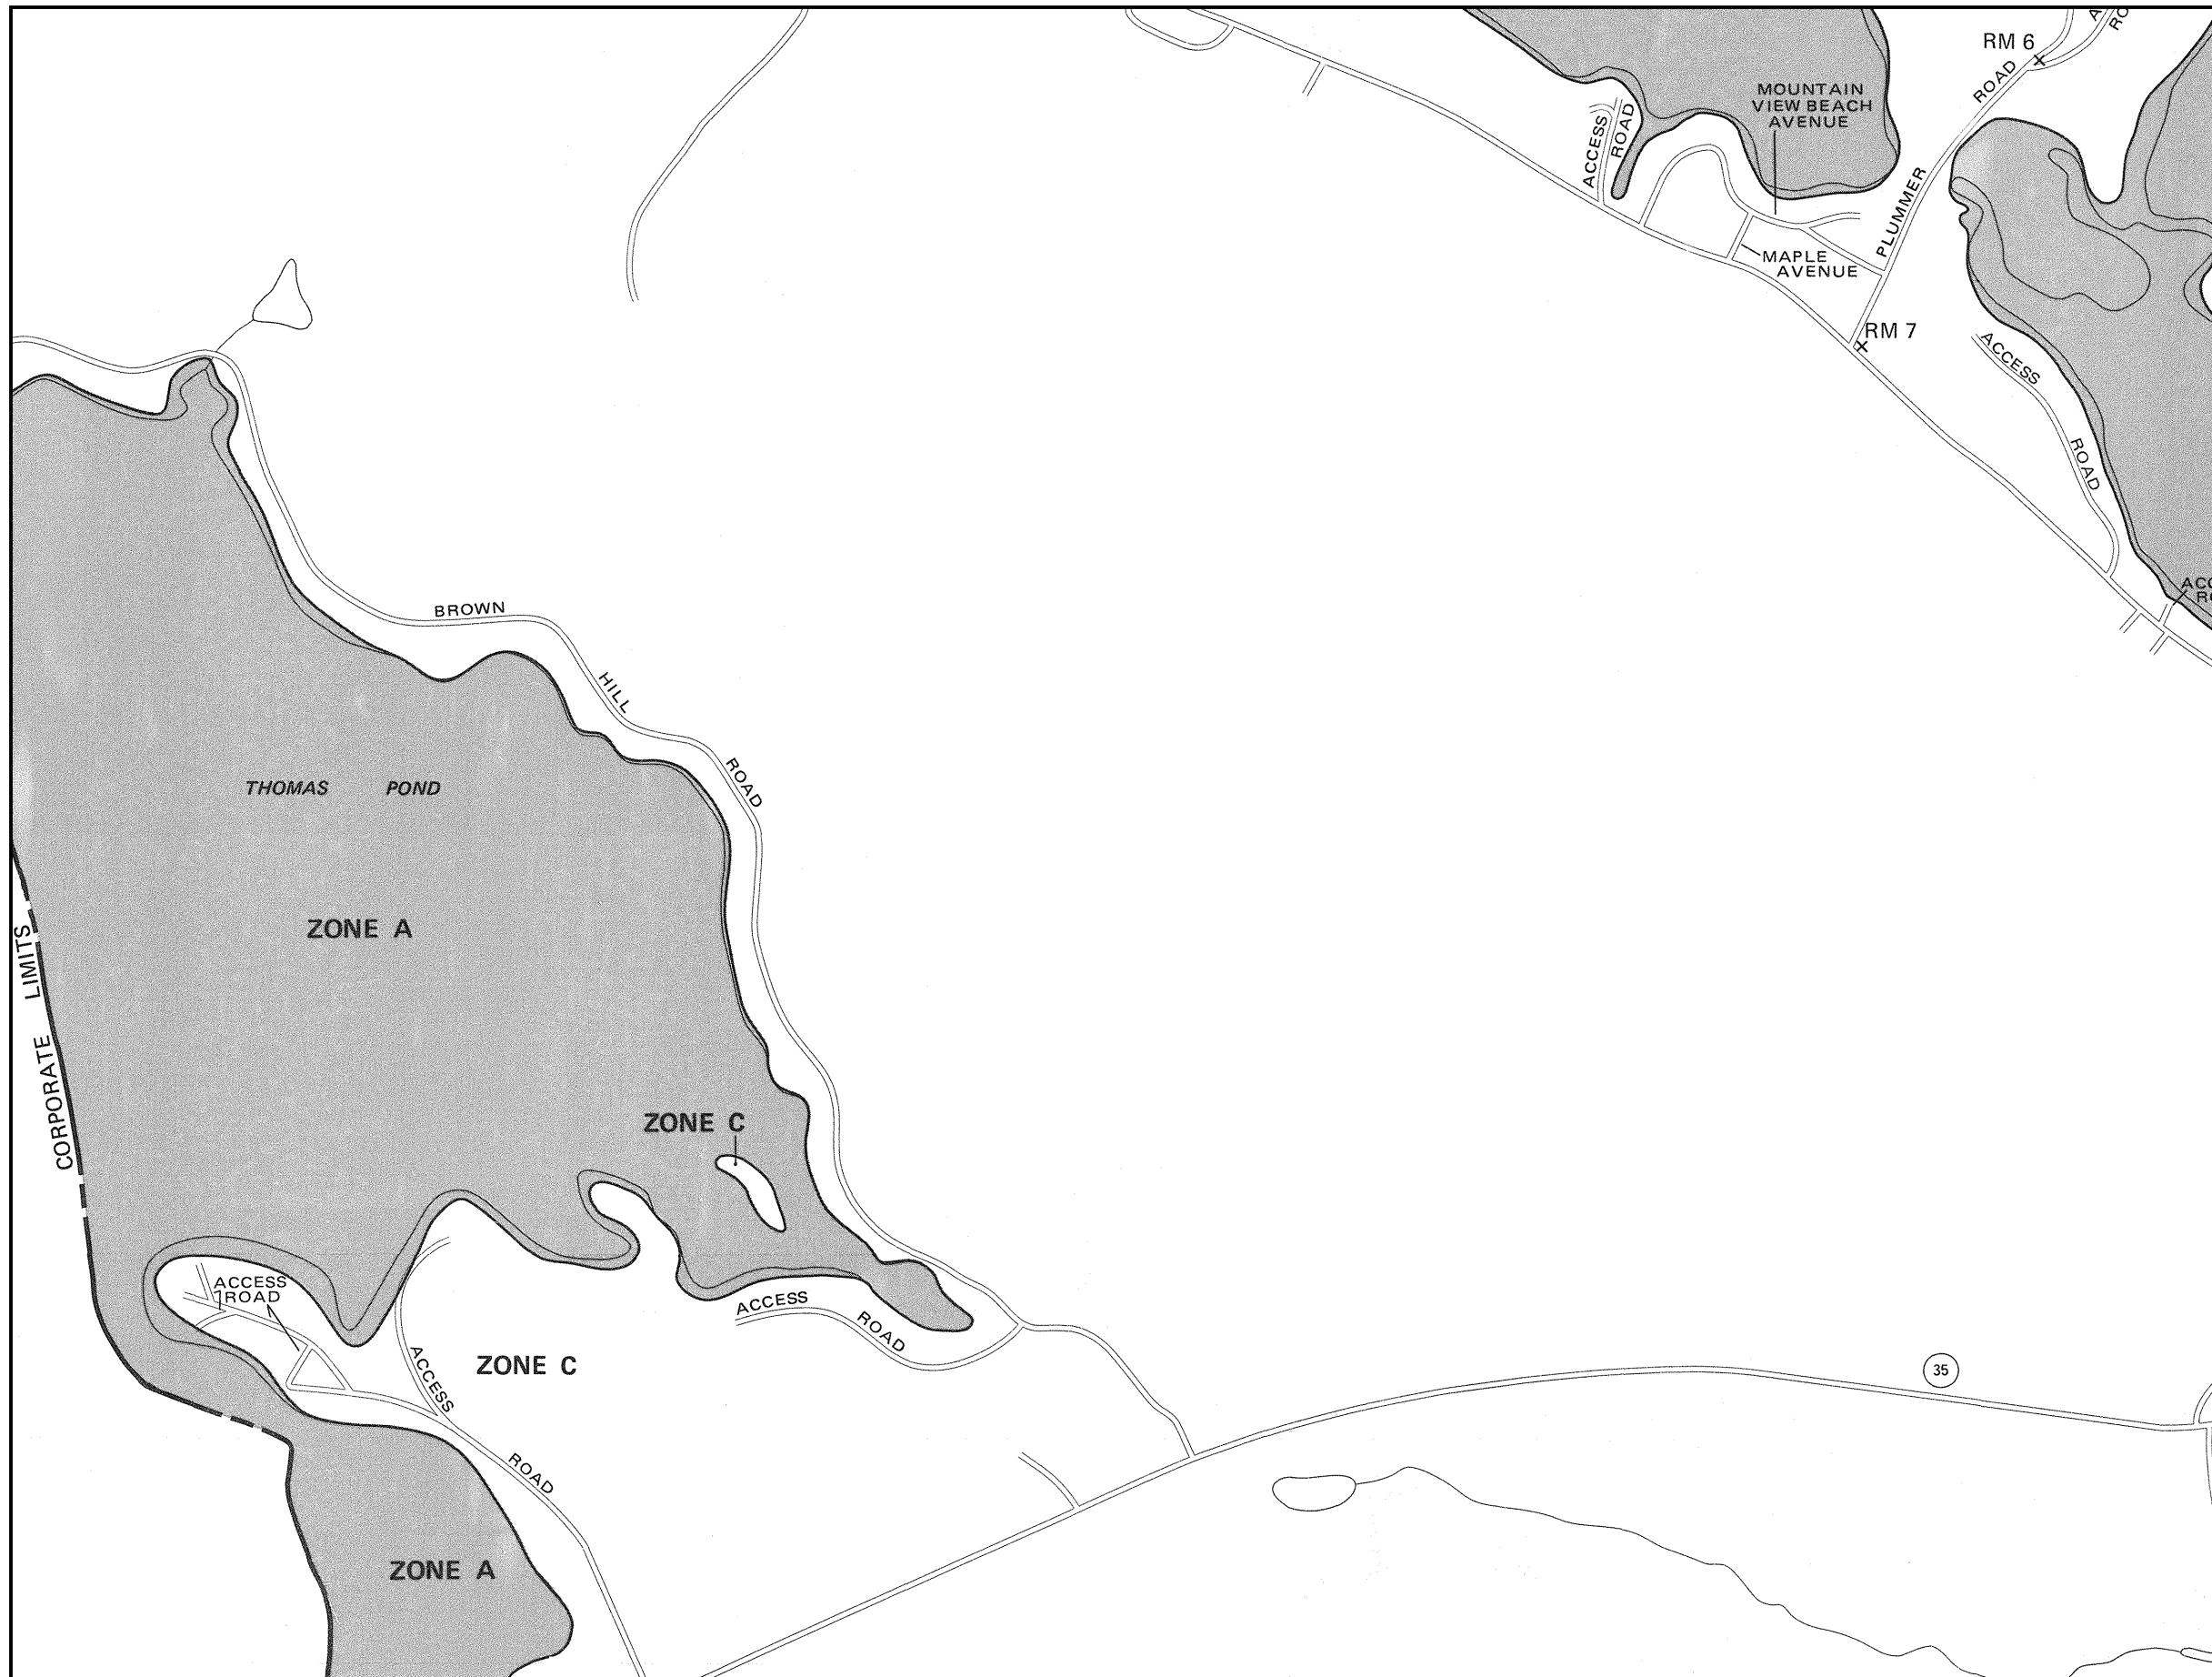 RM 6
ROAD
PLUMMER
MOUNTAIN
VIEW BEACH
AVENUE
ACCESS
ROAD
MAPLE
AVENUE
RM 7
ACCESS
ROAD
BROWN
HILL
ROAD
THOMAS POND
ZONE A
CORPORATE LIMITS
ZONE C
ACCESS
ROAD
ACCESS
ROAD
ACCESS
ROAD
ZONE C
35
ZONE A